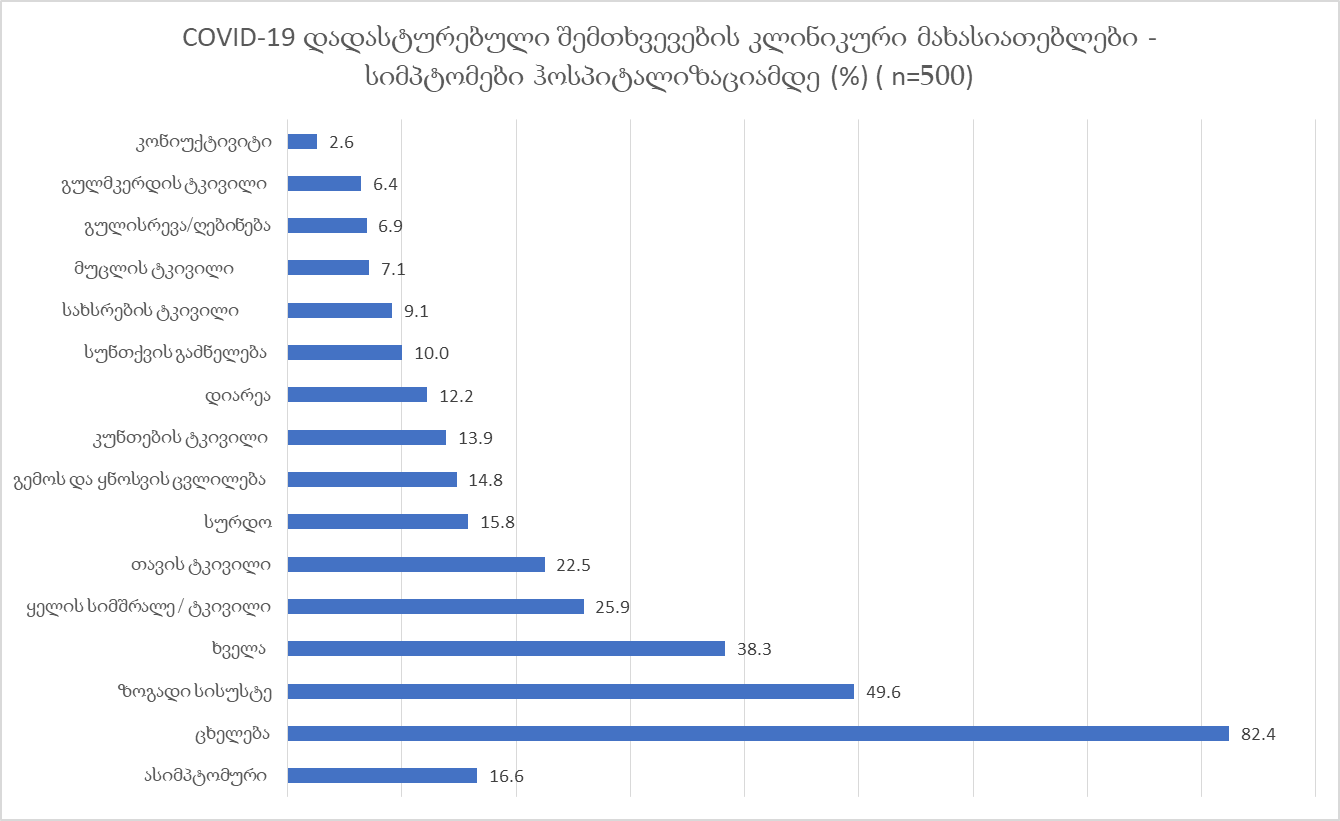 COVID-19 დადასტურებული შემთხვევების კლინიკური მახასიათებლები -
სიმპტომები ჰოსპიტალიზაციამდე (%) ( n=500)
კონიუქტივიტი 2.6
გულმკერდის ტკივილი 6.4
გულისრევა/ღებინება 6.9
მუცლის ტკივილი 7.1
სახსრების ტკივილი 9.1
სუნთქვის გაძნელება 10.0
დიარეა 12.2
კუნთების ტკივილი 13.9
გემოს და ყნოსვის ცვლილება 14.8
სურდო 15.8
თავის ტკივილი 22.5
ყელის სიმშრალე / ტკივილი 25.9
ხველა 38.3
ზოგადი სისუსტე 49.6
ცხელება 82.4
ასიმპტომური 16.6